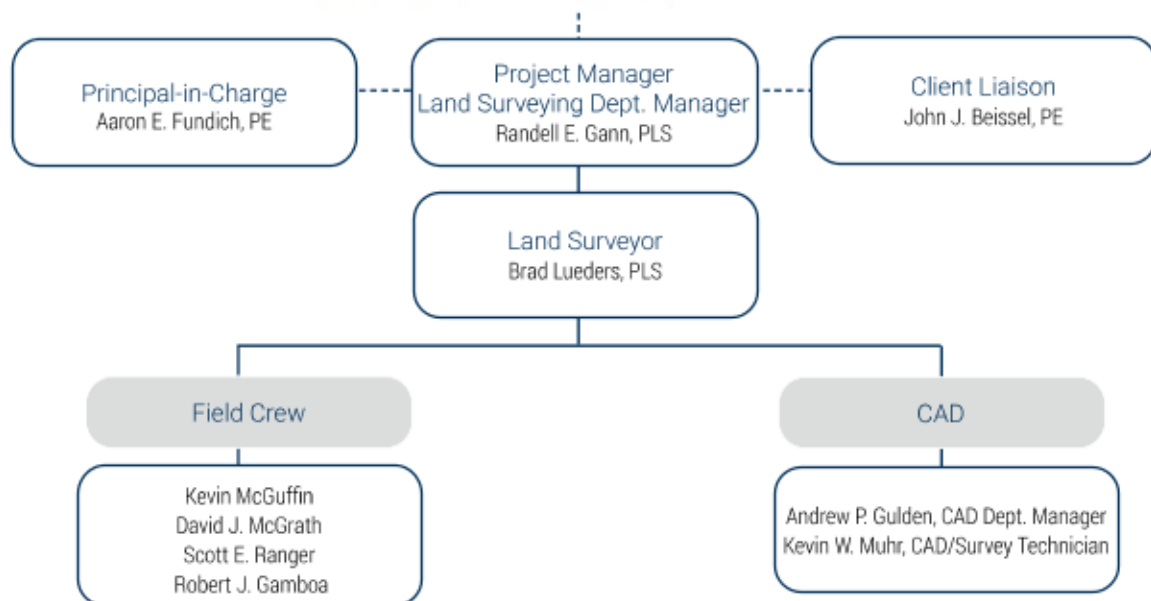 Principal-in-Charge
Aaron E. Fundich, PE
Project Manager
Land Surveying Dept. Manager
Randell E. Gann, PLS
Client Liaison
John J. Beissel, PE
Land Surveyor
Brad Lueders, PLS
Field Crew
CAD
Kevin McGuffin
David J. McGrath
Scott E. Ranger
Robert J. Gamboa
Andrew P. Gulden, CAD Dept. Manager
Kevin W. Muhr, CAD/Survey Technician